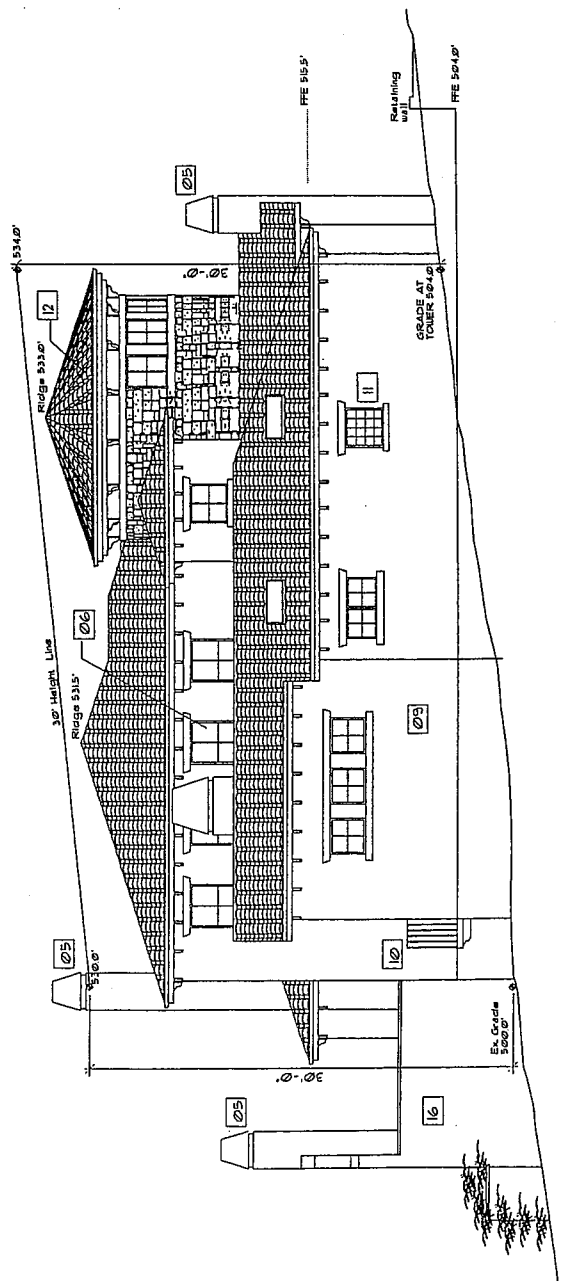 05
530.0'
30' Height Line
Ridge 531.5'
06
Ridge 533.0'
12
534.0'
05
FFE 515.5'
30'-0"
30'-0"
05
16
Ex. Grade
500.0'
10
09
11
GRADE AT
TOWER 504.0
Retaining
wall
FFE 504.0'